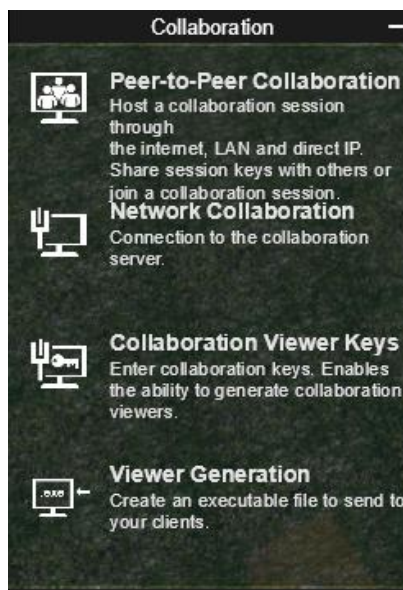 Collaboration
Peer-to-Peer Collaboration
Host a collaboration session
through
the internet, LAN and direct IP.
Share session keys with others or
join a collaboration session.
Network Collaboration
Connection to the collaboration
server.
Collaboration Viewer Keys
Enter collaboration keys. Enables
the ability to generate collaboration
viewers.
.exe
Viewer Generation
Create an executable file to send to
your clients.